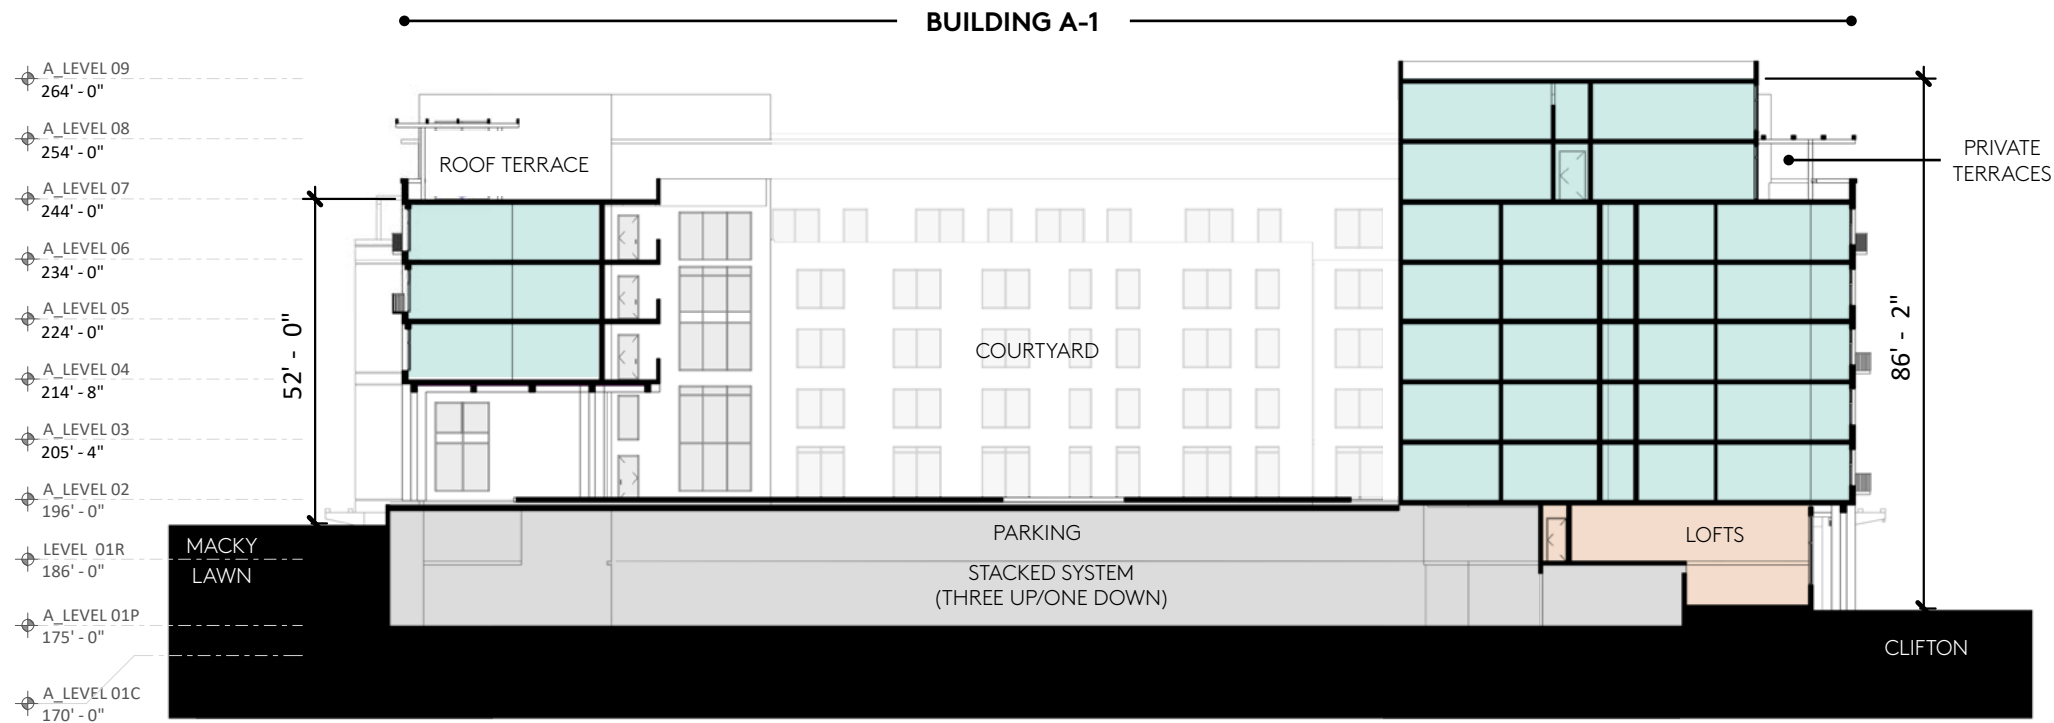 BUILDING A-1
A_LEVEL 09
264' - 0"
A_LEVEL 08
254' - 0"
A_LEVEL 07
244' - 0"
A_LEVEL 06
234' - 0"
A_LEVEL 05
224' - 0"
A_LEVEL 04
214' - 8"
A_LEVEL 03
205' - 4"
A_LEVEL 02
196' - 0"
LEVEL 01R
186' - 0"
A_LEVEL 01P
175' - 0"
A_LEVEL 01C
170' - 0"
52' - 0"
MACKY
LAWN
ROOF TERRACE
COURTYARD
PARKING
STACKED SYSTEM
(THREE UP/ONE DOWN)
LOFTS
PRIVATE
TERRACES
86' - 2"
CLIFTON